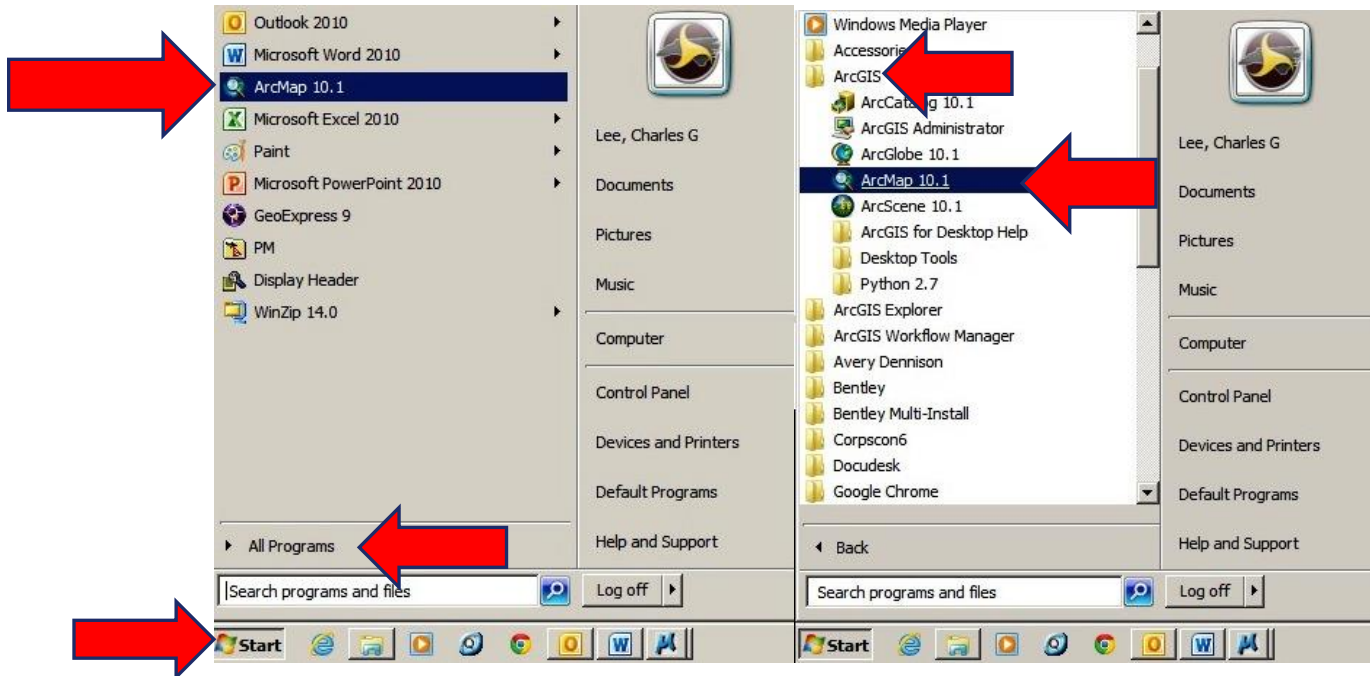 Outlook 2010
Microsoft Word 2010
ArcMap 10.1
Microsoft Excel 2010
Paint
Microsoft PowerPoint 2010
GeoExpress 9
PM
Display Header
WinZip 14.0
All Programs
Search programs and files
Lee, Charles G
Documents
Pictures
Music
Computer
Control Panel
Devices and Printers
Default Programs
Help and Support
Log off
Start
Windows Media Player
Accessorie
ArcGIS
ArcCatalog 10.1
ArcGIS Administrator
ArcGlobe 10.1
ArcMap 10.1
ArcScene 10.1
ArcGIS for Desktop Help
Desktop Tools
Python 2.7
ArcGIS Explorer
ArcGIS Workflow Manager
Avery Dennison
Bentley
Bentley Multi-Install
Corpscon6
Docudesk
Google Chrome
Back
Search programs and files
Lee, Charles G
Documents
Pictures
Music
Computer
Control Panel
Devices and Printers
Default Programs
Help and Support
Log off
Start